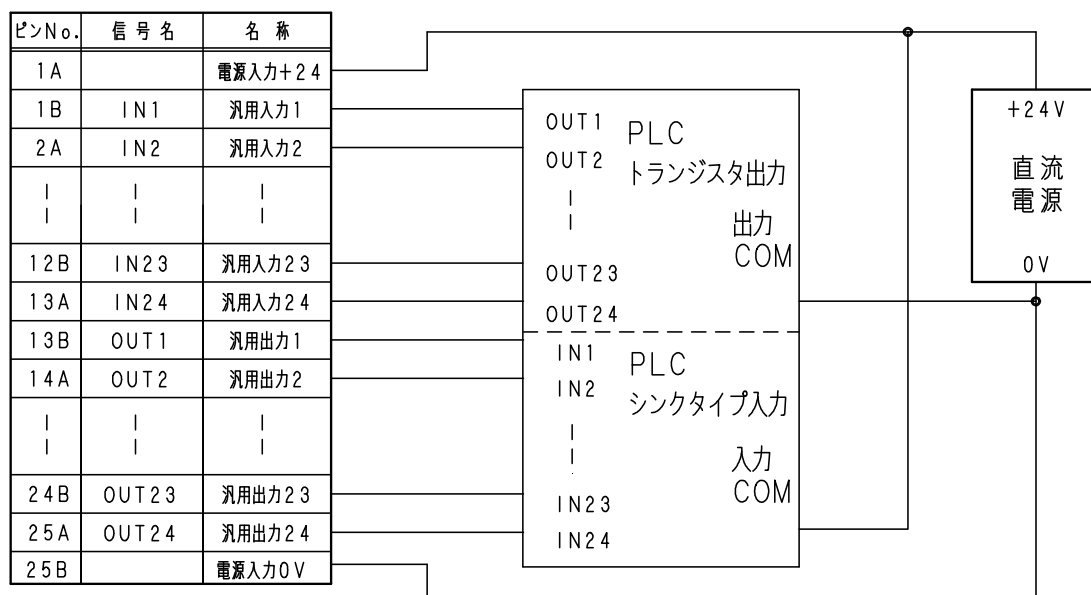 ピンNo. 信号名 名称
1A 電源入力+24
1B IN1 汎用入力1
2A IN2 汎用入力2
12B IN23 汎用入力23
13A IN24 汎用入力24
13B OUT1 汎用出力1
14A OUT2 汎用出力2
24B OUT23 汎用出力23
25A OUT24 汎用出力24
25B 電源入力0V
OUT1
OUT2
PLC
トランジスタ出力
出力
COM
OUT23
OUT24
IN1
IN2
PLC
シンクタイプ入力
入力
COM
IN23
IN24
+24V
直流
電源
0V